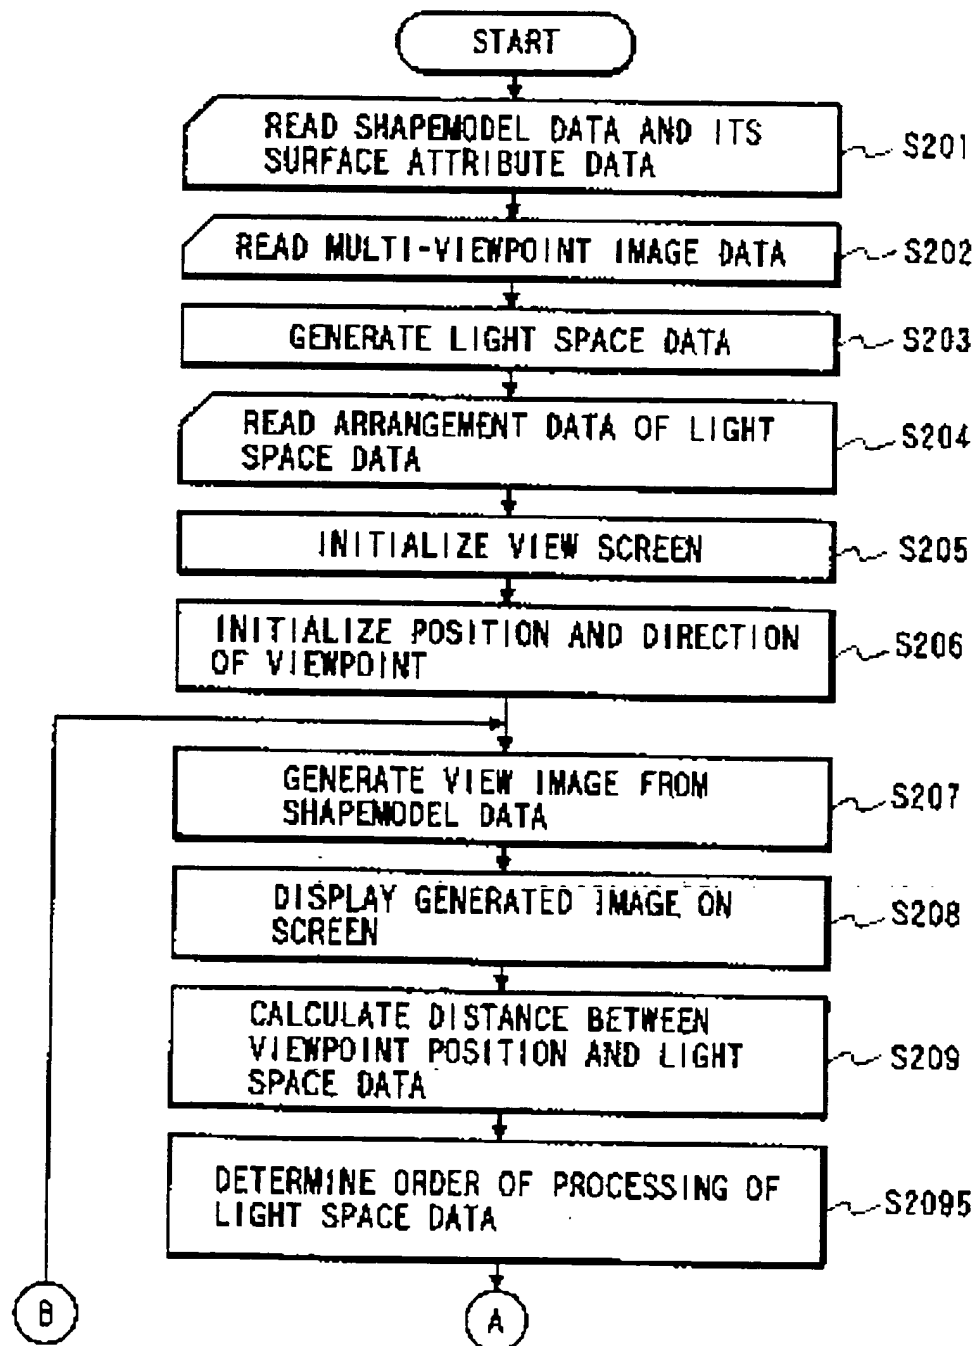 START
READ SHAPEMODEL DATA AND ITS
SURFACE ATTRIBUTE DATA
S201
READ MULTI-VIEWPOINT IMAGE DATA
S202
GENERATE LIGHT SPACE DATA
S203
READ ARRANGEMENT DATA OF LIGHT
SPACE DATA
S204
INITIALIZE VIEW SCREEN
S205
INITIALIZE POSITION AND DIRECTION
OF VIEWPOINT
S206
GENERATE VIEW IMAGE FROM
SHAPEMODEL DATA
S207
DISPLAY GENERATED IMAGE ON
SCREEN
S208
CALCULATE DISTANCE BETWEEN
VIEWPOINT POSITION AND LIGHT
SPACE DATA
S209
DETERMINE ORDER OF PROCESSING OF
LIGHT SPACE DATA
S2095
B
A